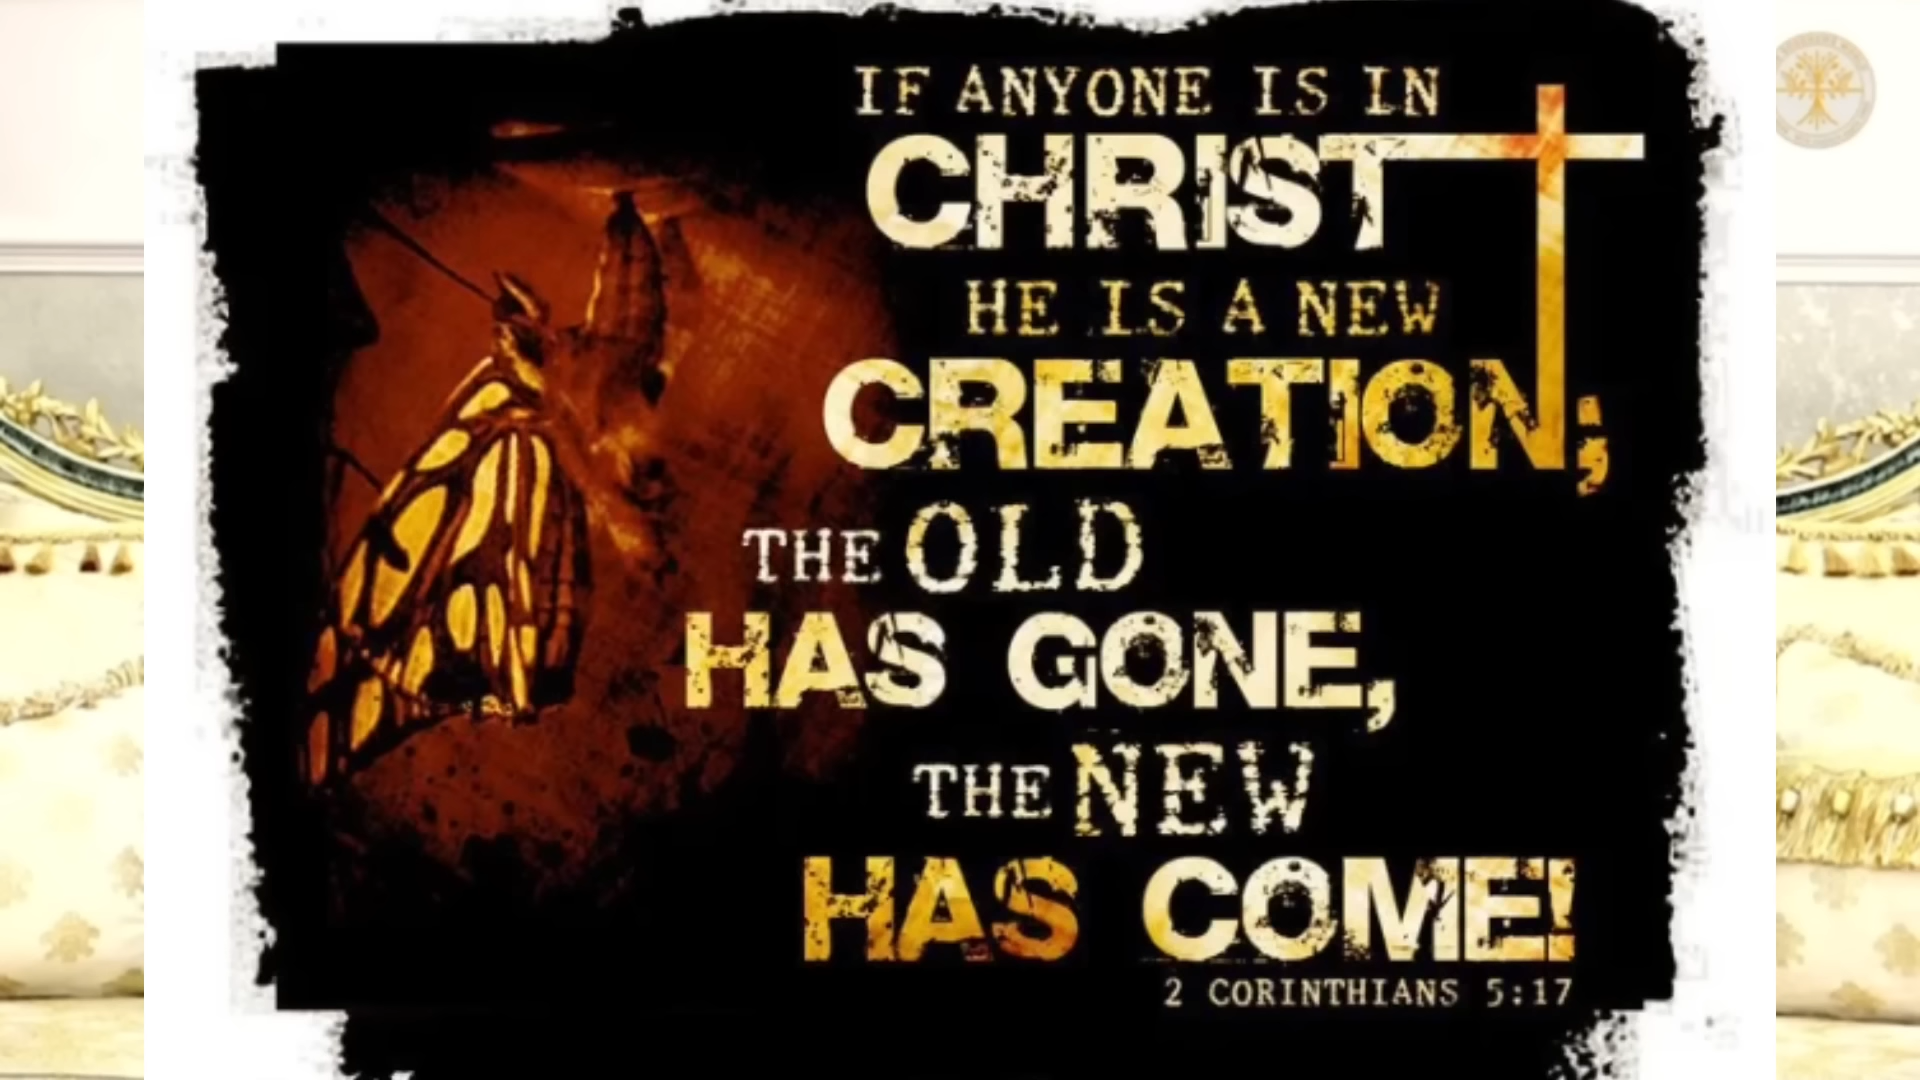 IF ANYONE IS IN
CHRIST
HE IS A NEW
CREATION;
THE OLD
HAS GONE,
THE NEW
HAS COME!
2 CORINTHIANS 5:17